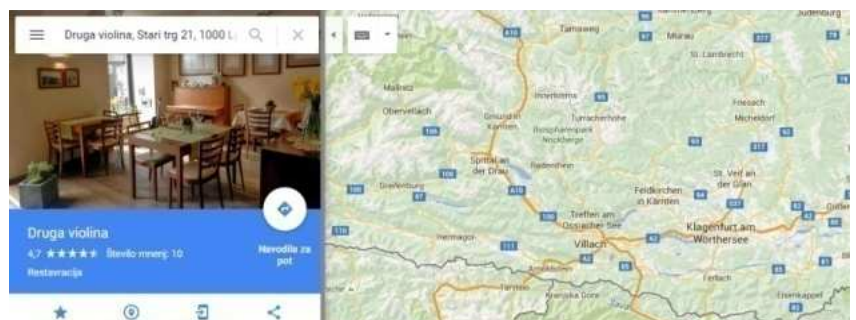 Druga violina, Stari trg 21, 1000 L
Druga violina
4,7
Število mnenj: 10
Restavracija
Navodila za
pot
Tamsweg
Murau
Judenburg
St. Lambrecht
Mallnitz
Obervellach
Innerkrems
Gmünd in
Kärnten
Turracherhöhe
Biosphärenpark
Nockberge
Friesach
Micheldorf
Spittal an
der Drau
Radenthein
Greifenburg
Feldkirchen
in Kärnten
St. Veit an
der Glan
Treffen am
Ossiacher See
Klagenfurt am
Wörthersee
Villach
Hermagor
Arnoldstein
Ferlach
Tarvisio
Kranjska Gora
Eisenkappel